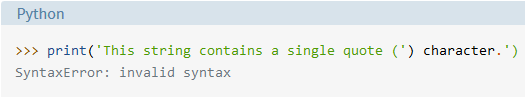 Python
>>> print('This string contains a single quote (') character.')
SyntaxError: invalid syntax